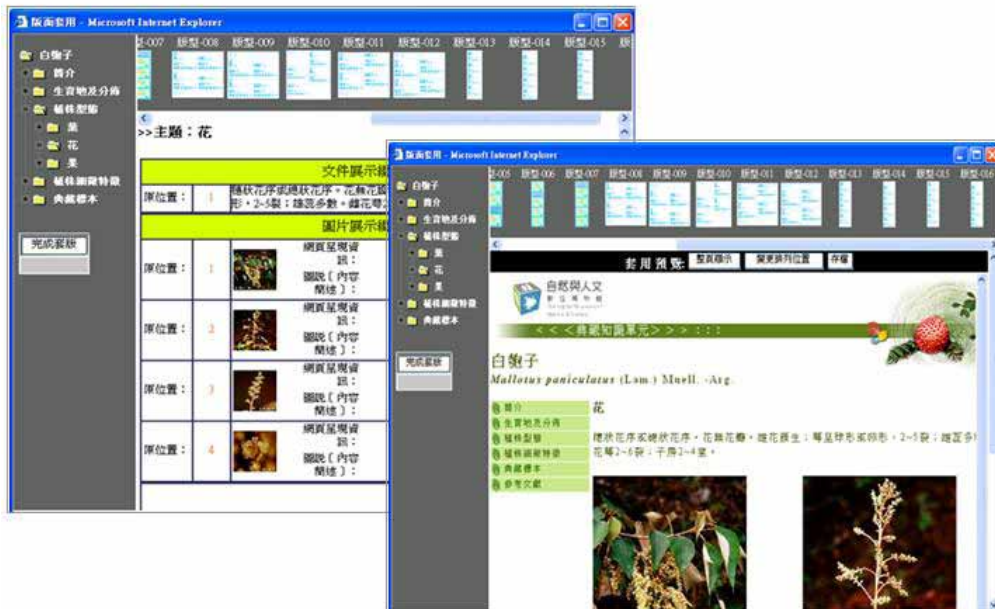 版面套用 - Microsoft Internet Explorer
白匏子
簡介
生育地及分佈
植株型態
葉
花
果
植株細微特徵
典藏標本
完成套版
版型-008 版型-009 版型-010 版型-011 版型-012 版型-013 版型-014 版型-015
>>主題：花
文件展示
原位置： 1
穗狀花序或總狀花序。花無花
形，2~5裂；雄蕊多數。雌花萼
圖片展示
原位置： 1
網頁呈現資訊：
圖說〔內容簡述〕：
原位置： 2
網頁呈現資訊：
圖說〔內容簡述〕：
原位置： 3
網頁呈現資訊：
圖說〔內容簡述〕：
原位置： 4
網頁呈現資訊：
圖說〔內容簡述〕：
版面套用 - Microsoft Internet Explorer
白匏子
簡介
生育地及分佈
植株型態
葉
花
果
植株細微特徵
典藏標本
完成套版
版型-005 版型-006 版型-007 版型-008 版型-009 版型-010 版型-011 版型-012 版型-013 版型-014 版型-015 版型-016
套用預覽: 整頁顯示 變更排列位置 存檔
自然與人文
數位博物館
< < <典藏知識單元> > > : : :
白匏子
Mallotus paniculatus (Lam.) Muell. -Arg.
簡介
生育地及分佈
植株型態
植株細微特徵
典藏標本
參考文獻
花
穗狀花序或總狀花序。花無花瓣。雄花簇生；萼呈球形或卵形，2~5裂；雄蕊多
花萼2~6裂；子房2~4室。